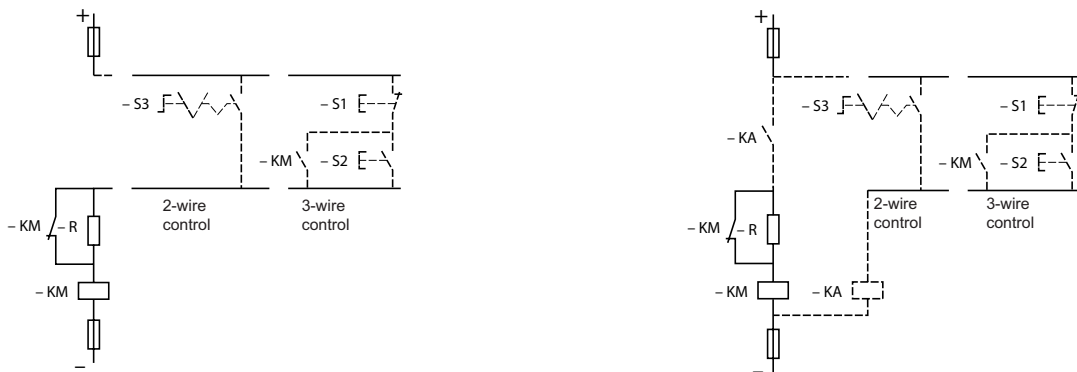 +
– S3
– S1
– KM
– S2
2-wire
control
3-wire
control
– KM
– R
– KM
–
+
– S3
– S1
– KA
– KM
– S2
2-wire
control
3-wire
control
– KM
– R
– KM
– KA
–